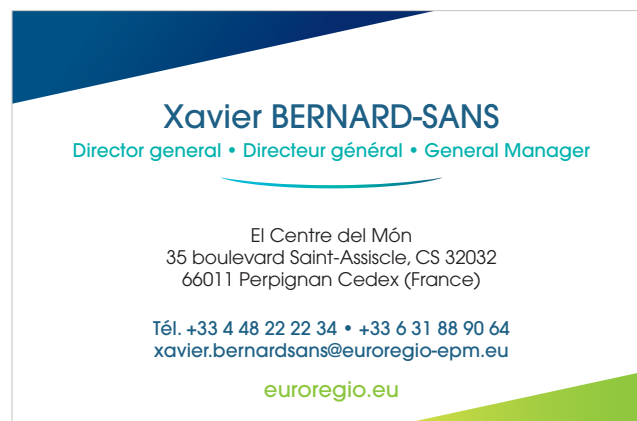 Xavier BERNARD-SANS
Director general • Directeur général • General Manager
El Centre del Món
35 boulevard Saint-Assiscle, CS 32032
66011 Perpignan Cedex (France)
Tél. +33 4 48 22 22 34 • +33 6 31 88 90 64
xavier.bernardsans@euroregio-epm.eu
euroregio.eu